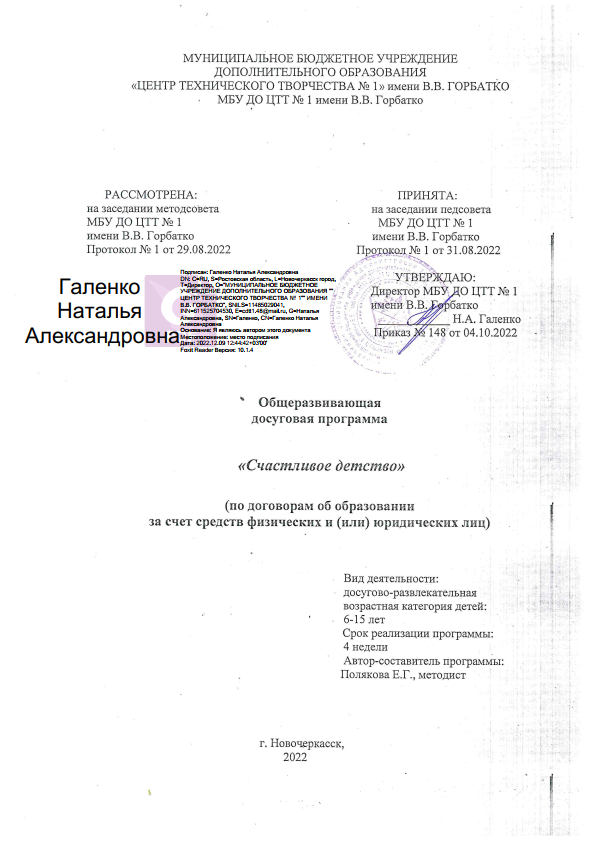 МУНИЦИПАЛЬНОЕ БЮДЖЕТНОЕ УЧРЕЖДЕНИЕ
ДОПОЛНИТЕЛЬНОГО ОБРАЗОВАНИЯ
«ЦЕНТР ТЕХНИЧЕСКОГО ТВОРЧЕСТВА № 1» имени В.В. ГОРБАТКО
МБУ ДО ЦТТ № 1 имени В.В. Горбатко
РАССМОТРЕНА:
на заседании методсовета
МБУ ДО ЦТТ № 1
имени В.В. Горбатко
Протокол № 1 от 29.08.2022
ПРИНЯТА:
на заседании педсовета
МБУ ДО ЦТТ № 1
имени В.В. Горбатко
Протокол № 1 от 31.08.2022
УТВЕРЖДАЮ:
Директор МБУ ДО ЦТТ № 1
имени В.В. Горбатко
Н.А. Галенко
Приказ № 148 от 04.10.2022
Галенко
Наталья
Александровна
Подписан: Галенко Наталья Александровна
DN: C=RU, S=Ростовская область, L=Новочеркасск город,
T=Директор, O="МУНИЦИПАЛЬНОЕ БЮДЖЕТНОЕ
УЧРЕЖДЕНИЕ ДОПОЛНИТЕЛЬНОГО ОБРАЗОВАНИЯ ""
ЦЕНТР ТЕХНИЧЕСКОГО ТВОРЧЕСТВА № 1"" ИМЕНИ
В.В. ГОРБАТКО", SNILS=11485029041,
INN=611525704530, E=cdtt1.48@mail.ru, G=Наталья
Александровна, SN=Галенко, CN=Галенко Наталья
Александровна
Основание: Я являюсь автором этого документа
Местоположение: место подписания
Дата: 2022.12.09 12:44:42+03'00'
Foxit Reader Версия: 10.1.4
Общеразвивающая
досуговая программа
«Счастливое детство»
(по договорам об образовании
за счет средств физических и (или) юридических лиц)
Вид деятельности:
досугово-развлекательная
возрастная категория детей:
6-15 лет
Срок реализации программы:
4 недели
Автор-составитель программы:
Полякова Е.Г., методист
г. Новочеркасск,
2022